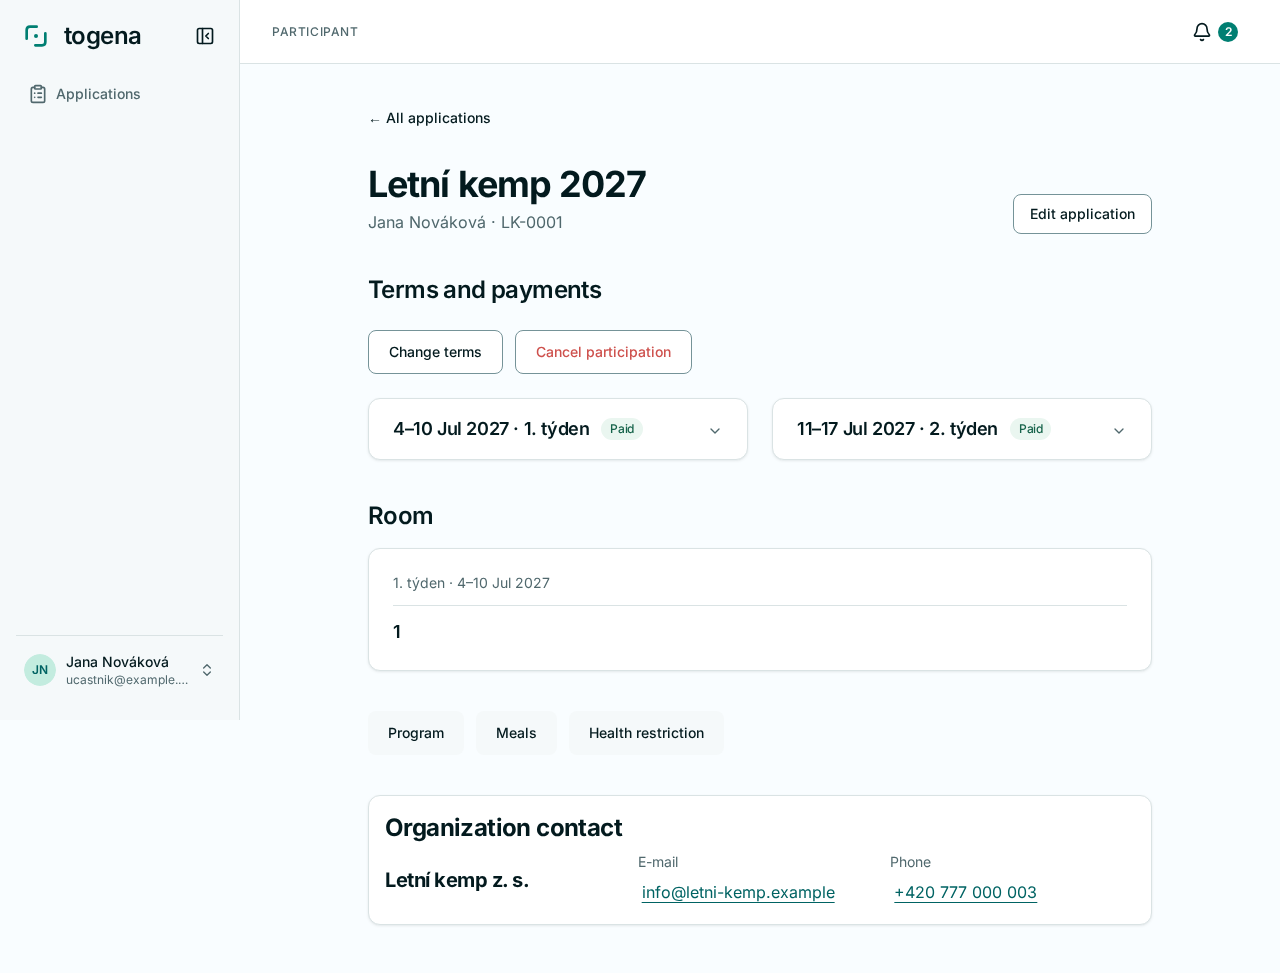 togena
PARTICIPANT
2
Applications
← All applications
Letní kemp 2027
Jana Nováková · LK-0001
Edit application
Terms and payments
Change terms
Cancel participation
4–10 Jul 2027 · 1. týden
Paid
11–17 Jul 2027 · 2. týden
Paid
Room
1. týden · 4–10 Jul 2027
1
JN
Jana Nováková
ucastnik@example....
Program
Meals
Health restriction
Organization contact
Letní kemp z. s.
E-mail
info@letni-kemp.example
Phone
+420 777 000 003